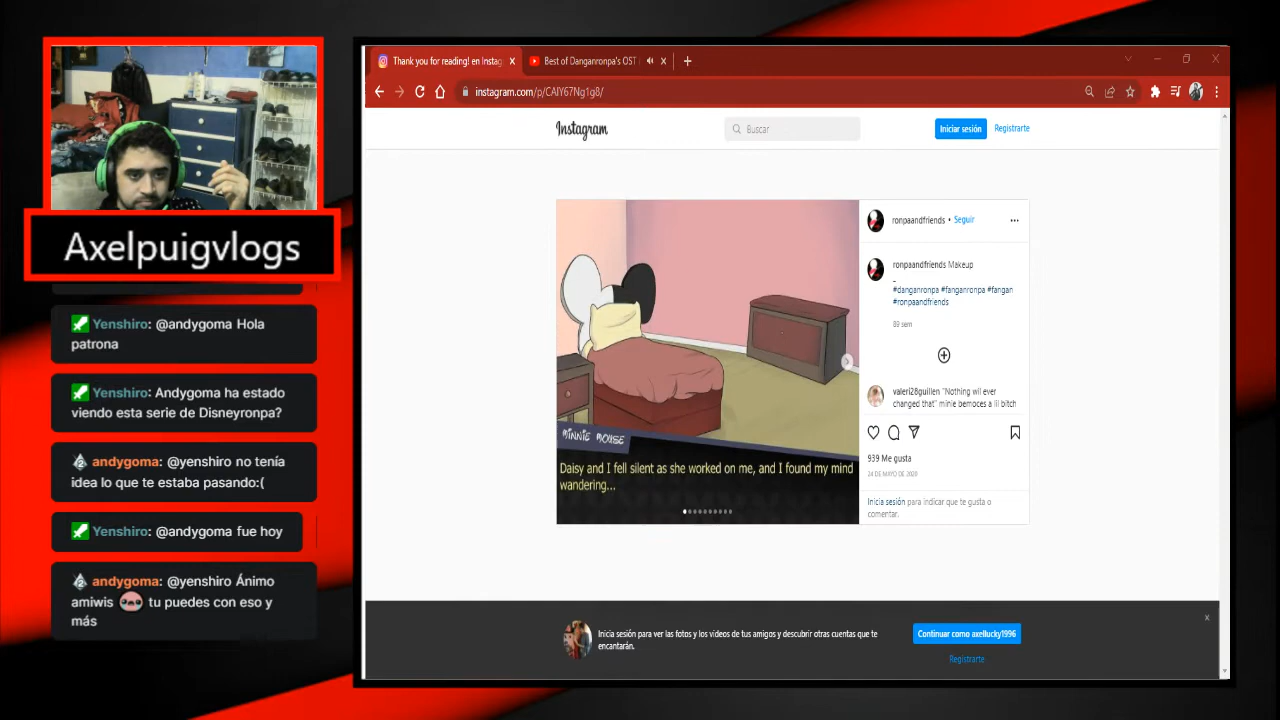 Axelpuigvlogs
Yenshiro: @andygoma Hola
patrona
Yenshiro: Andygoma ha estado
viendo esta serie de Disneyronpa?
andygoma: @yenshiro no tenía
idea lo que te estaba pasando:(
Yenshiro: @andygoma fue hoy
andygoma: @yenshiro Ánimo
amiwis tu puedes con eso y
más
Thank you for reading! en Instag
Best of Danganronpa's OST
instagram.com/p/CAlY67Ng1g8/
Instagram
Buscar
Iniciar sesión
Registrarte
MINNIE MOUSE
Daisy and I fell silent as she worked on me, and I found my mind
wandering...
ronpaandfriends • Seguir
ronpaandfriends Makeup
_
#danganronpa #fanganronpa #fangan
#ronpaandfriends
89 sem
valeri28guillen "Nothing wil ever
changed that" minie bemoces a lil bitch
939 Me gusta
24 DE MAYO DE 2020
Inicia sesión para indicar que te gusta o
comentar.
Inicia sesión para ver las fotos y los videos de tus amigos y descubrir otras cuentas que te
encantarán.
Continuar como axellucky1996
Registrarte